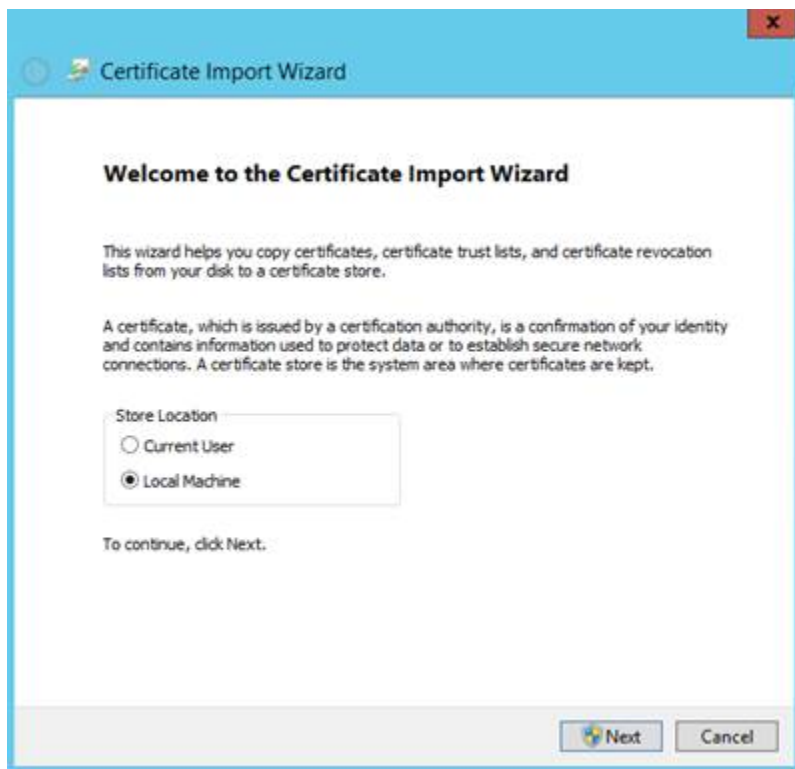 Certificate Import Wizard
Welcome to the Certificate Import Wizard
This wizard helps you copy certificates, certificate trust lists, and certificate revocation
lists from your disk to a certificate store.
A certificate, which is issued by a certification authority, is a confirmation of your identity
and contains information used to protect data or to establish secure network
connections. A certificate store is the system area where certificates are kept.
Store Location
Current User
Local Machine
To continue, click Next.
Next
Cancel